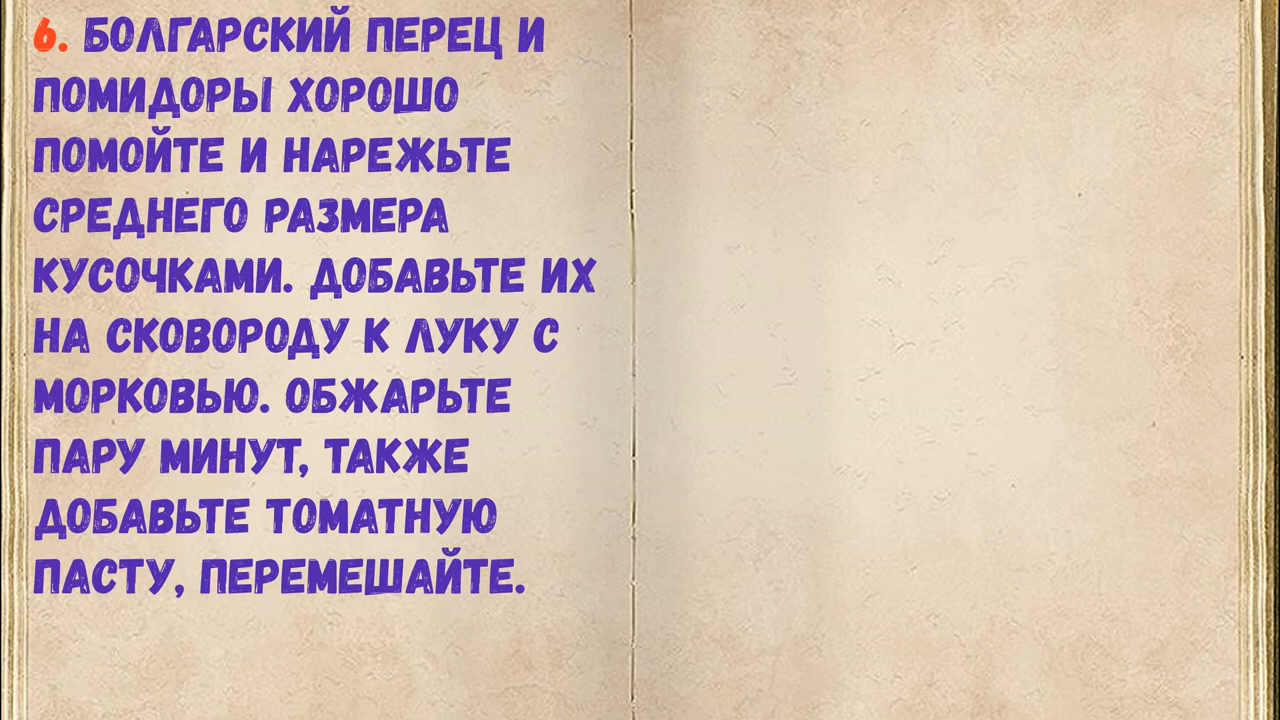 6. БОЛГАРСКИЙ ПЕРЕЦ И
ПОМИДОРЫ ХОРОШО
ПОМОЙТЕ И НАРЕЖЬТЕ
СРЕДНЕГО РАЗМЕРА
КУСОЧКАМИ. ДОБАВЬТЕ ИХ
НА СКОВОРОДУ К ЛУКУ С
МОРКОВЬЮ. ОБЖАРЬТЕ
ПАРУ МИНУТ, ТАКЖЕ
ДОБАВЬТЕ ТОМАТНУЮ
ПАСТУ, ПЕРЕМЕШАЙТЕ.